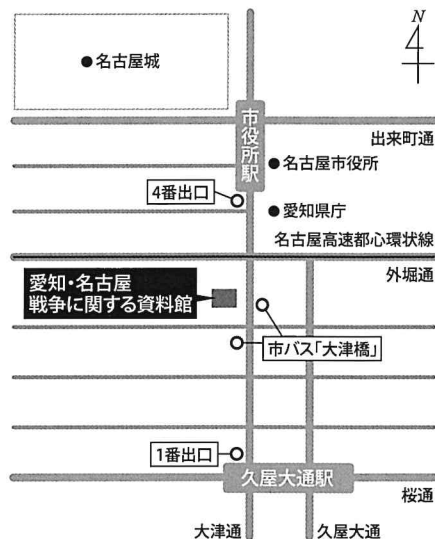 N
●名古屋城
出来町通
市役所駅
●名古屋市役所
4番出口
●愛知県庁
名古屋高速都心環状線
外堀通
愛知・名古屋
戦争に関する資料館
市バス「大津橋」
1番出口
久屋大通駅
桜通
大津通
久屋大通